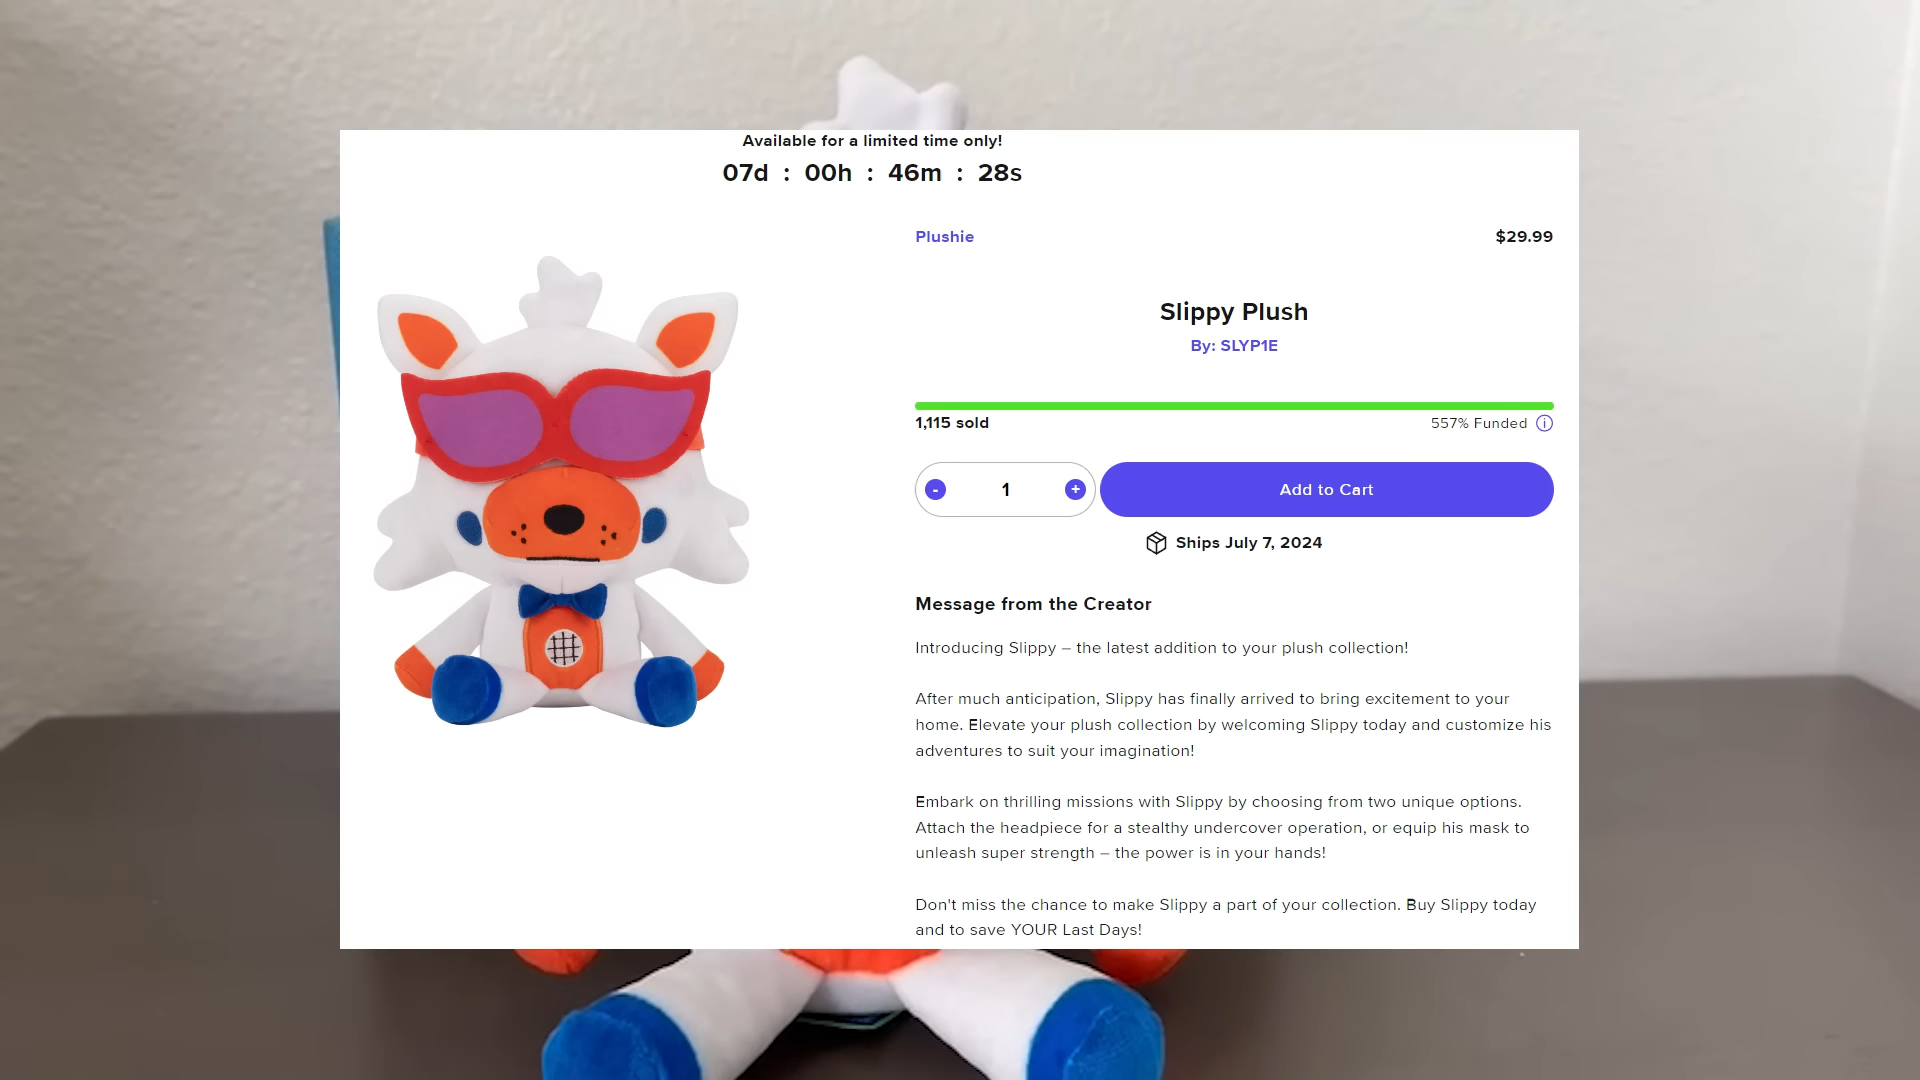 Available for a limited time only!
07d : 00h : 46m : 28s
Plushie
$29.99
Slippy Plush
By: SLYP1E
1,115 sold
557% Funded
-
1
+
Add to Cart
Ships July 7, 2024
Message from the Creator
Introducing Slippy – the latest addition to your plush collection!
After much anticipation, Slippy has finally arrived to bring excitement to your
home. Elevate your plush collection by welcoming Slippy today and customize his
adventures to suit your imagination!
Embark on thrilling missions with Slippy by choosing from two unique options.
Attach the headpiece for a stealthy undercover operation, or equip his mask to
unleash super strength – the power is in your hands!
Don't miss the chance to make Slippy a part of your collection. Buy Slippy today
and to save YOUR Last Days!